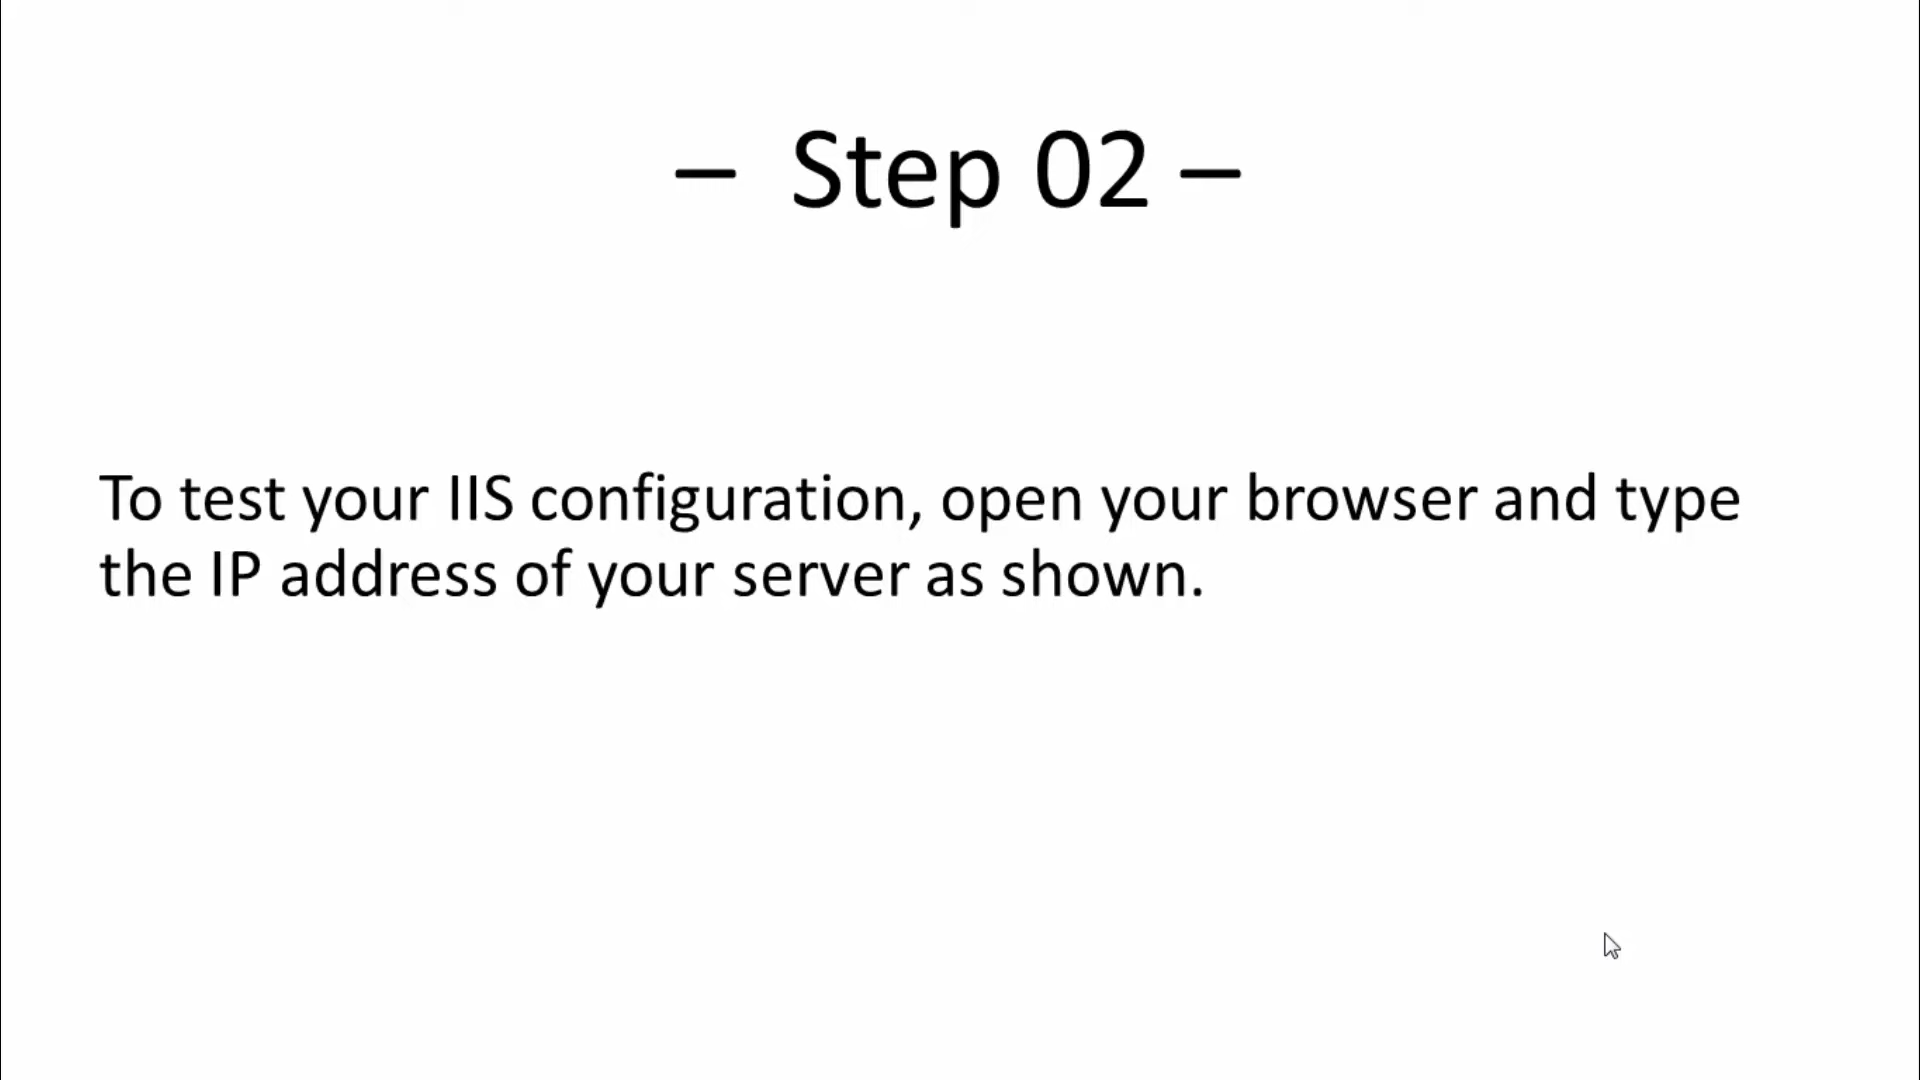 – Step 02 –
To test your IIS configuration, open your browser and type
the IP address of your server as shown.